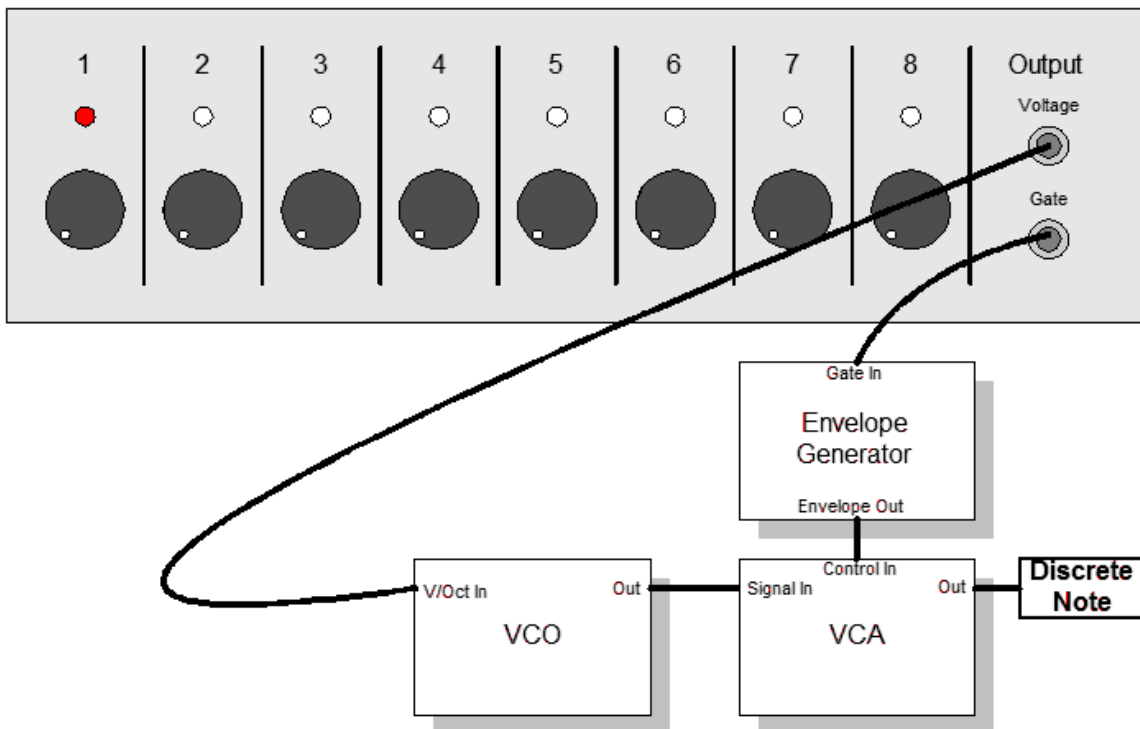 1 2 3 4 5 6 7 8 Output
Voltage
Gate
Gate In
Envelope
Generator
Envelope Out
V/Oct In
Out
VCO
Signal In
Control In
Out
VCA
Discrete
Note